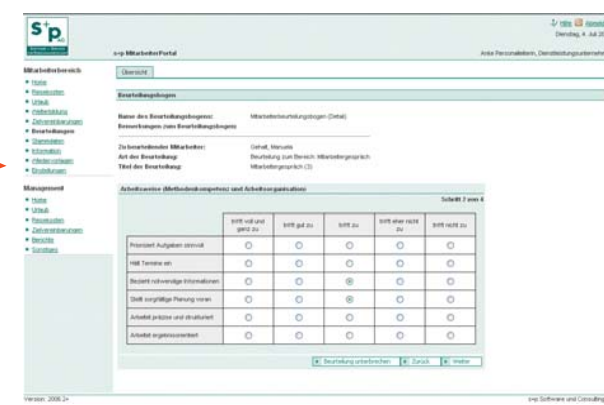 s+p AG
Hilfe Abmelden
Dienstag, 4. Juli 20
s+p MitarbeiterPortal
Anke Personalleiterin, Dienstleistungsunterneh
Mitarbeiterbereich
Home
Reisekosten
Urlaub
Weiterbildung
Zielvereinbarungen
Beurteilungen
Stammdaten
Information
Wiedervorlagen
Einstellungen
Management
Home
Urlaub
Reisekosten
Zielvereinbarungen
Berichte
Sonstiges
Übersicht
Beurteilungsbogen
Name des Beurteilungsbogens: Mitarbeiterbeurteilungsbogen (Detail)
Bemerkungen zum Beurteilungsbogen
Zu beurteilender Mitarbeiter: Gehalt, Manuela
Art der Beurteilung: Beurteilung zum Bereich: Mitarbeitergespräch
Titel der Beurteilung: Mitarbeitergespräch (3)
Arbeitsweise (Methodenkompetenz und Arbeitsorganisation)
Schritt 2 von 4
trifft voll und ganz zu
trifft gut zu
trifft zu
trifft eher nicht zu
trifft nicht zu
Priorisiert Aufgaben sinnvoll
Hält Termine ein
Bezieht notwendige Informationen
Stellt sorgfältige Planung voran
Arbeitet präzise und strukturiert
Arbeitet ergebnisorientiert
Beurteilung unterbrechen
Zurück
Weiter
Version: 2006.2+
s+p Software und Consulting